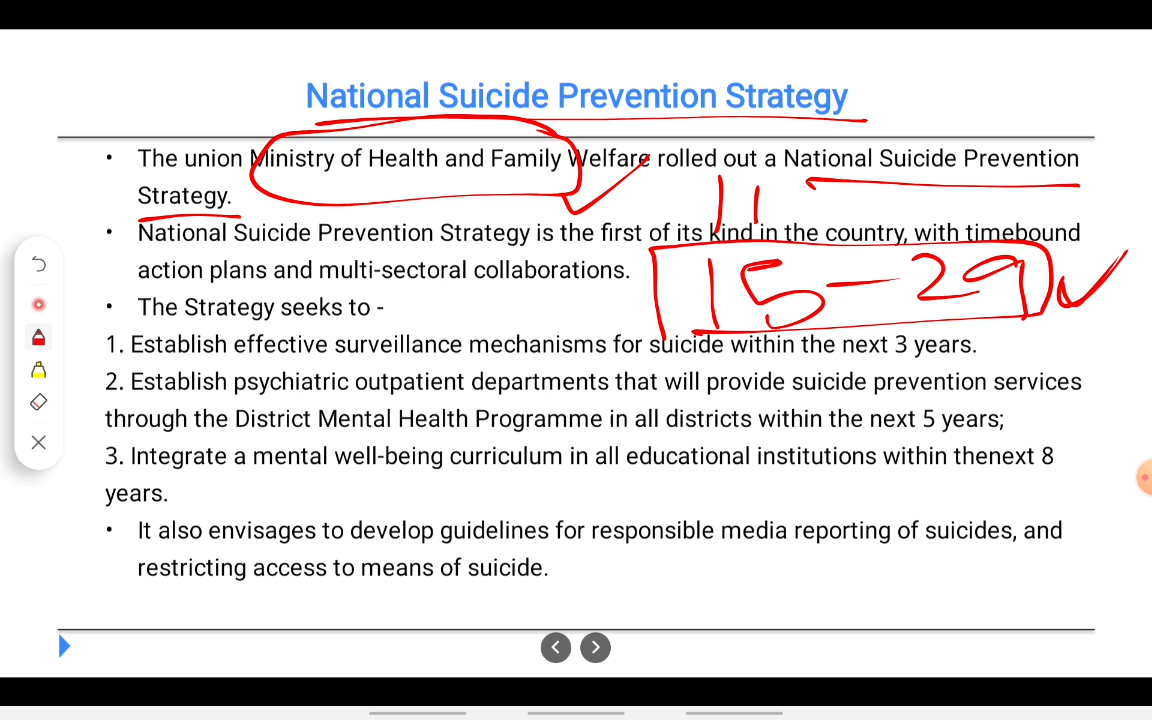 National Suicide Prevention Strategy
• The union Ministry of Health and Family Welfare rolled out a National Suicide Prevention
Strategy.
• National Suicide Prevention Strategy is the first of its kind in the country, with timebound
action plans and multi-sectoral collaborations.
15-29
• The Strategy seeks to -
1. Establish effective surveillance mechanisms for suicide within the next 3 years.
2. Establish psychiatric outpatient departments that will provide suicide prevention services
through the District Mental Health Programme in all districts within the next 5 years;
3. Integrate a mental well-being curriculum in all educational institutions within thenext 8
years.
• It also envisages to develop guidelines for responsible media reporting of suicides, and
restricting access to means of suicide.